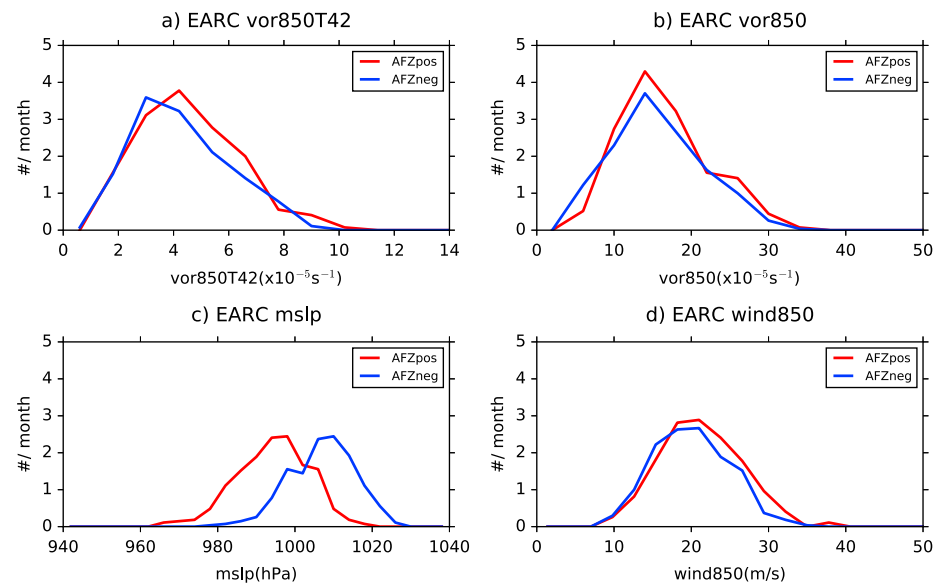 a) EARC vor850T42
# / month
5
4
3
2
1
0
AFZpos
AFZneg
0 2 4 6 8 10 12 14
vor850T42(x10⁻⁵s⁻¹)
b) EARC vor850
# / month
5
4
3
2
1
0
AFZpos
AFZneg
0 10 20 30 40 50
vor850(x10⁻⁵s⁻¹)
c) EARC mslp
# / month
5
4
3
2
1
0
AFZpos
AFZneg
940 960 980 1000 1020 1040
mslp(hPa)
d) EARC wind850
# / month
5
4
3
2
1
0
AFZpos
AFZneg
0 10 20 30 40 50
wind850(m/s)